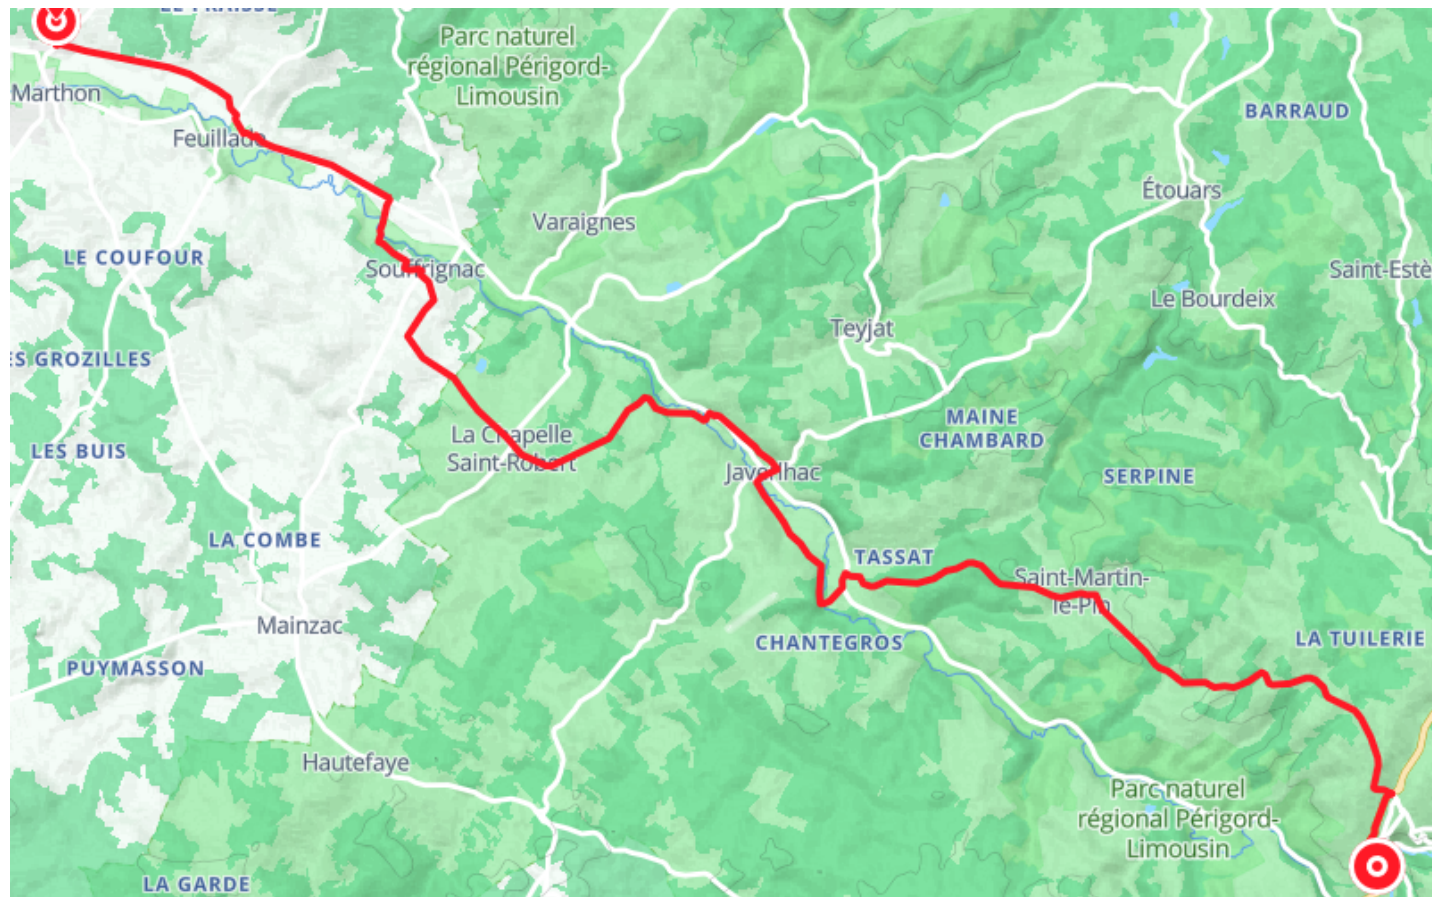 Parc naturel
régional Périgord-
Limousin
Marthon
BARRAUD
Feuillade
Étouars
Varaignes
LE COUFOUR
Souffrignac
Saint-Estè
Le Bourdeix
Teyjat
ES GROZILLES
MAINE
CHAMBARD
La Chapelle
Saint-Robert
LES BUIS
Javerlhac
SERPINE
LA COMBE
TASSAT
Saint-Martin-
le-Pin
Mainzac
CHANTEGROS
LA TUILERIE
PUYMASSON
Hautefaye
Parc naturel
régional Périgord-
Limousin
LA GARDE